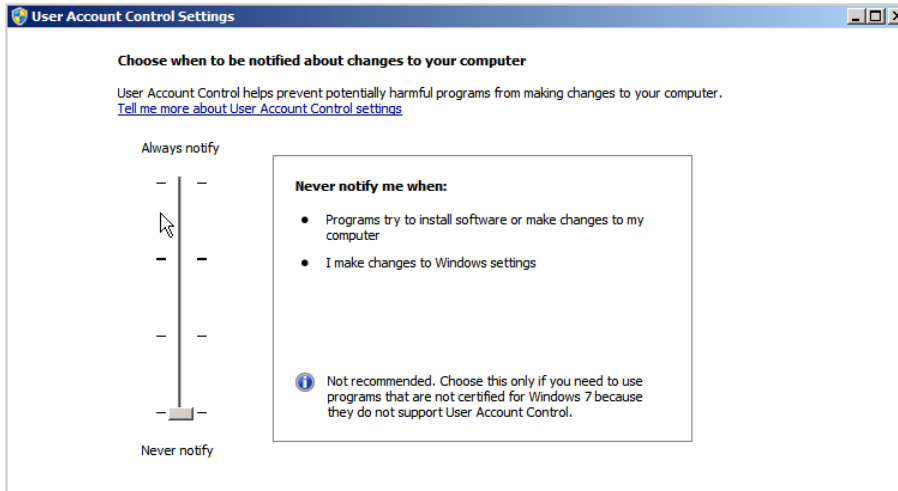 User Account Control Settings
Choose when to be notified about changes to your computer
User Account Control helps prevent potentially harmful programs from making changes to your computer.
Tell me more about User Account Control settings
Always notify
Never notify me when:
Programs try to install software or make changes to my
computer
I make changes to Windows settings
Not recommended. Choose this only if you need to use
programs that are not certified for Windows 7 because
they do not support User Account Control.
Never notify